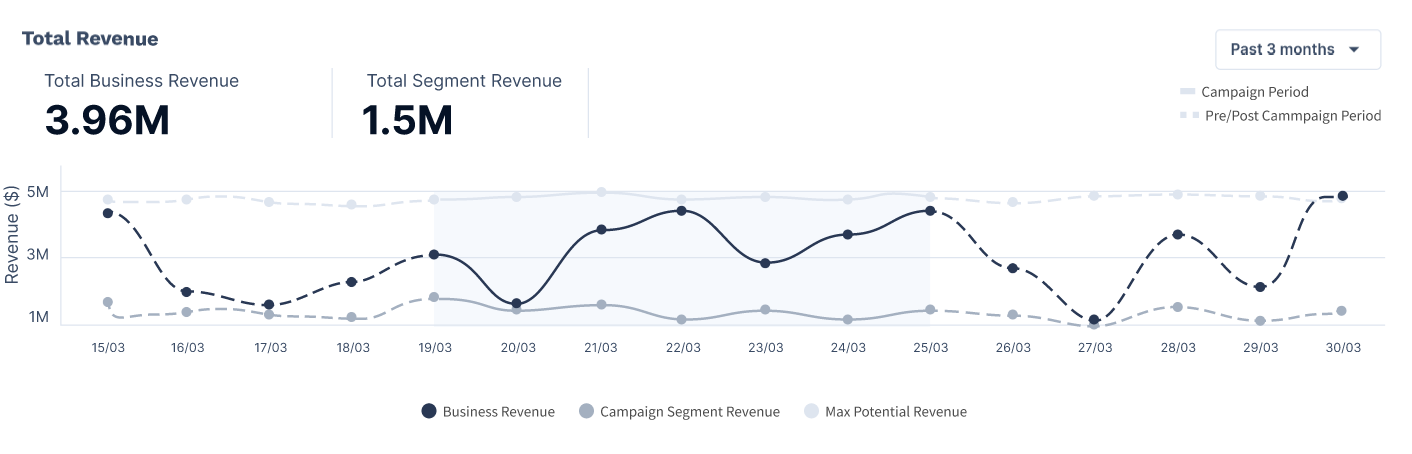 Total Revenue
Past 3 months
Total Business Revenue
3.96M
Total Segment Revenue
1.5M
Campaign Period
Pre/Post Cammpaign Period
Revenue ($)
5M
3M
1M
15/03 16/03 17/03 18/03 19/03 20/03 21/03 22/03 23/03 24/03 25/03 26/03 27/03 28/03 29/03 30/03
Business Revenue Campaign Segment Revenue Max Potential Revenue